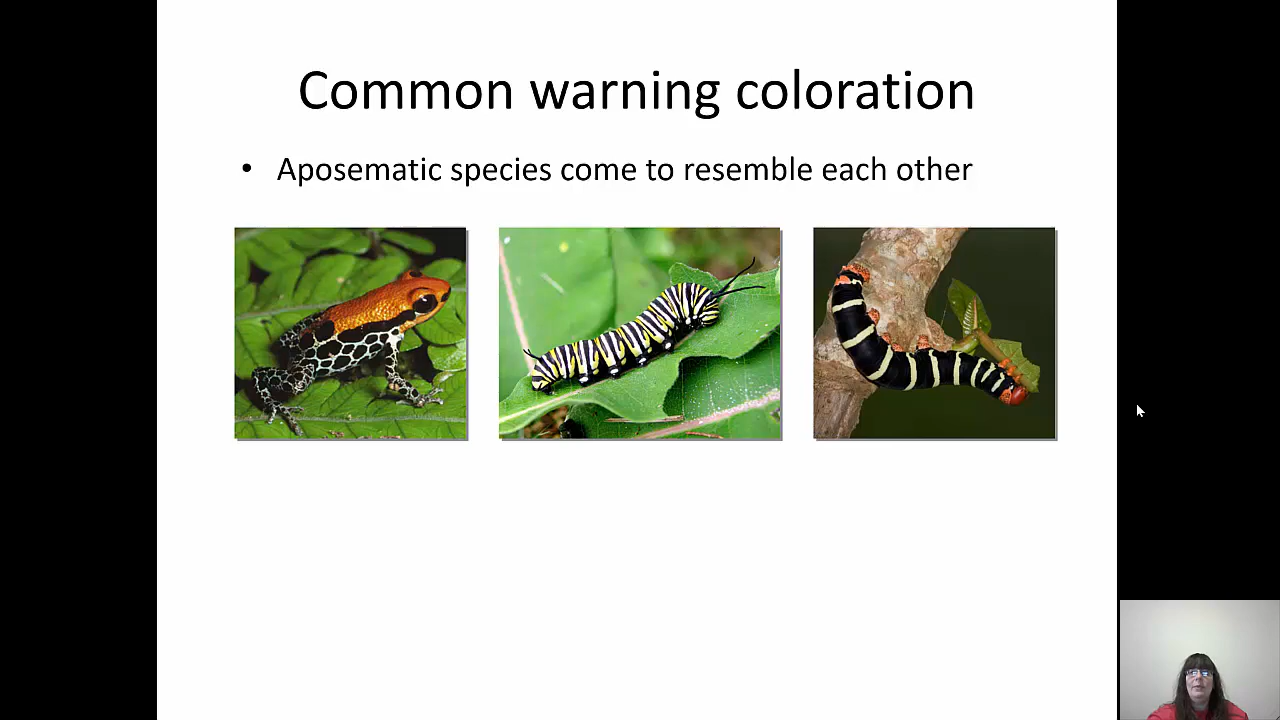 Common warning coloration
• Aposematic species come to resemble each other